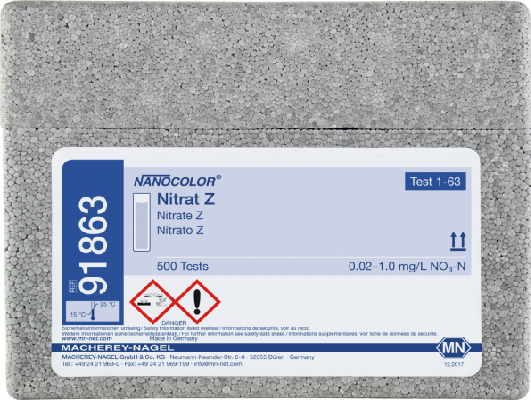 NANOCOLOR®
Test 1-63
Nitrat Z
Nitrate Z
Nitrato Z
500 Tests
0.02–1.0 mg/L NO₃-N
REF
91863
25 °C
15 °C
DANGER
www.mn-net.com
Made in Germany
MACHEREY-NAGEL
MACHEREY-NAGEL GmbH & Co. KG · Neumann-Neander-Str. 6–8 · 52355 Düren · Germany
MN
12.2017